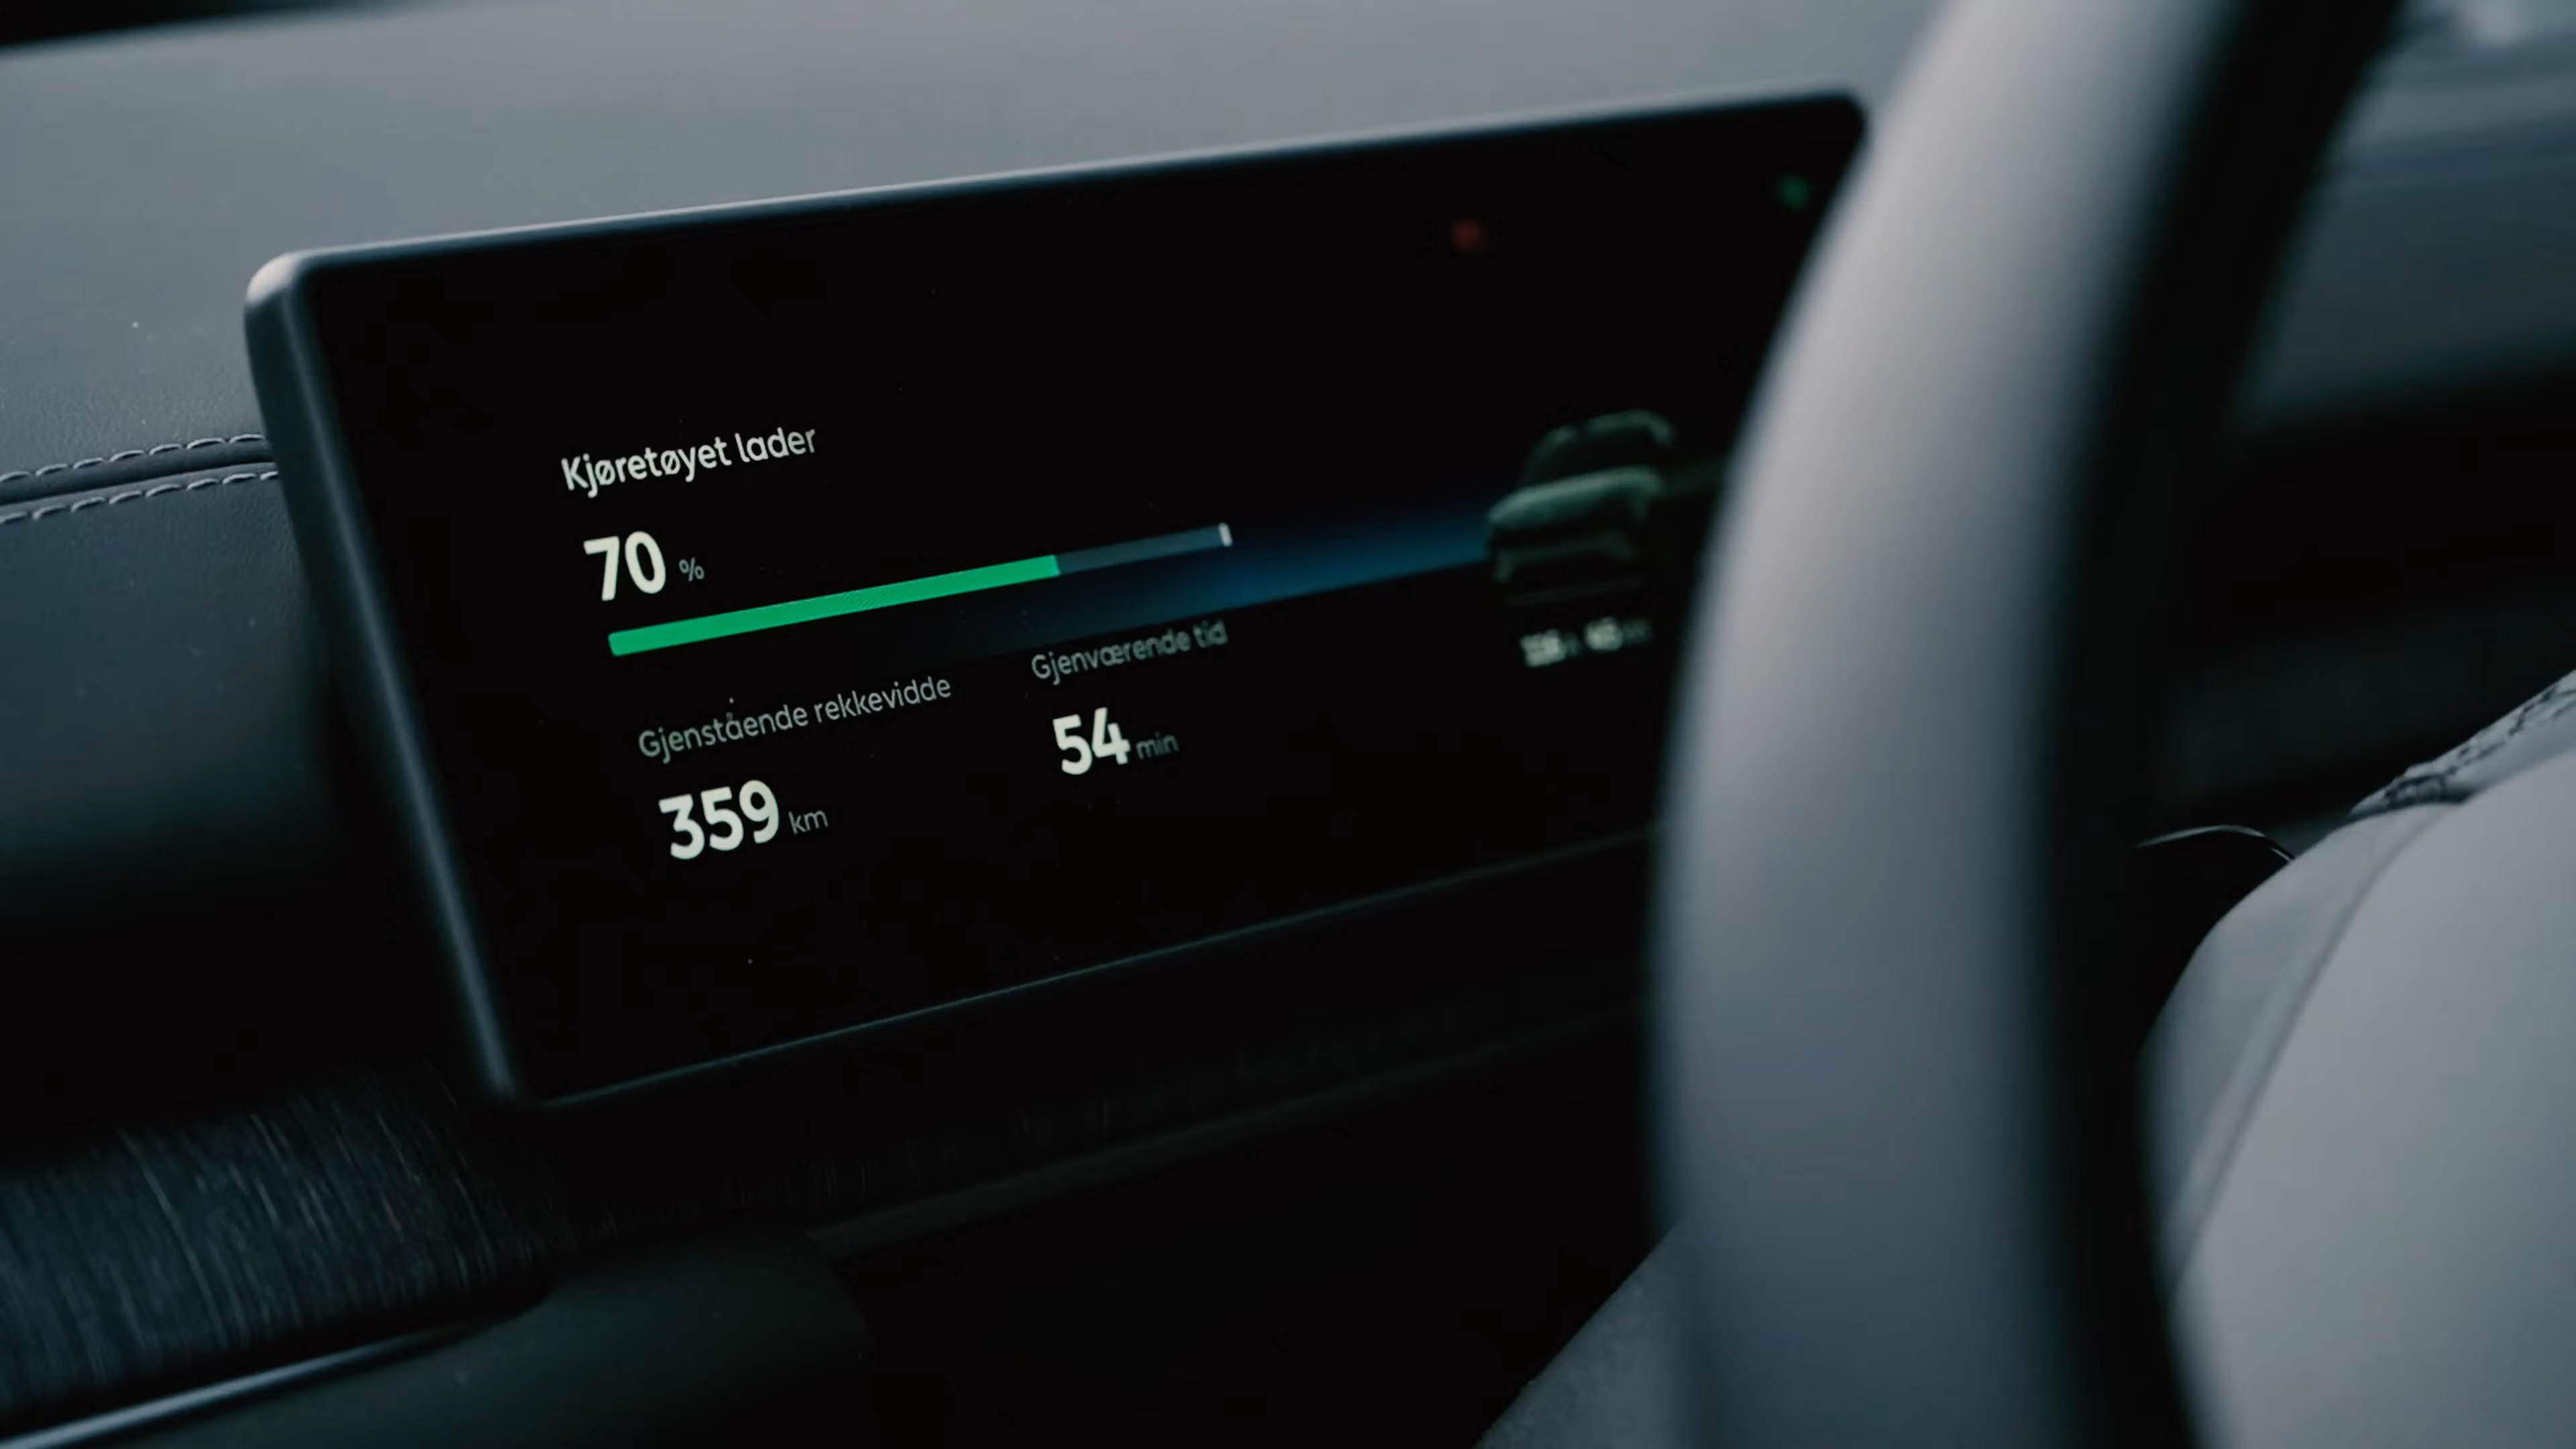 Kjøretøyet lader
70 %
Gjenstående rekkevidde
359 km
Gjenværende tid
54 min